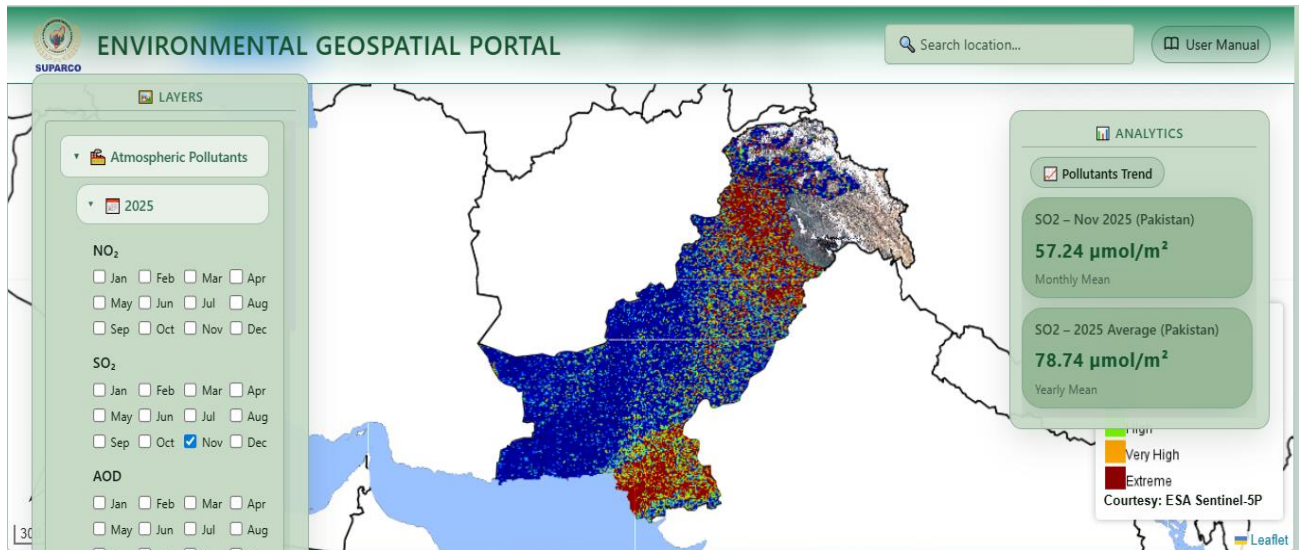 SUPARCO
ENVIRONMENTAL GEOSPATIAL PORTAL
Search location...
User Manual
LAYERS
Atmospheric Pollutants
2025
NO₂
Jan Feb Mar Apr
May Jun Jul Aug
Sep Oct Nov Dec
SO₂
Jan Feb Mar Apr
May Jun Jul Aug
Sep Oct Nov Dec
AOD
Jan Feb Mar Apr
May Jun Jul Aug
ANALYTICS
Pollutants Trend
SO2 – Nov 2025 (Pakistan)
57.24 µmol/m²
Monthly Mean
SO2 – 2025 Average (Pakistan)
78.74 µmol/m²
Yearly Mean
High
Very High
Extreme
Courtesy: ESA Sentinel-5P
Leaflet